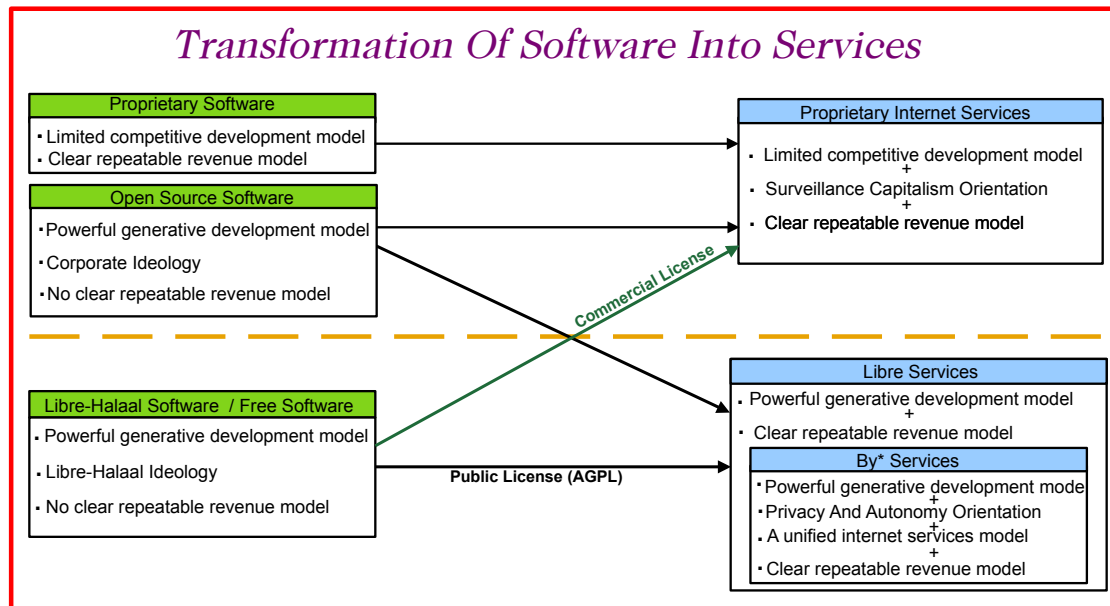 Transformation Of Software Into Services
Proprietary Software
· Limited competitive development model
· Clear repeatable revenue model
Open Source Software
· Powerful generative development model
· Corporate Ideology
· No clear repeatable revenue model
Libre-Halaal Software / Free Software
· Powerful generative development model
· Libre-Halaal Ideology
· No clear repeatable revenue model
Commercial License
Public License (AGPL)
Proprietary Internet Services
· Limited competitive development model
+
· Surveillance Capitalism Orientation
+
· Clear repeatable revenue model
Libre Services
· Powerful generative development model
+
· Clear repeatable revenue model
By* Services
· Powerful generative development mode
+
· Privacy And Autonomy Orientation
+
· A unified internet services model
+
· Clear repeatable revenue model